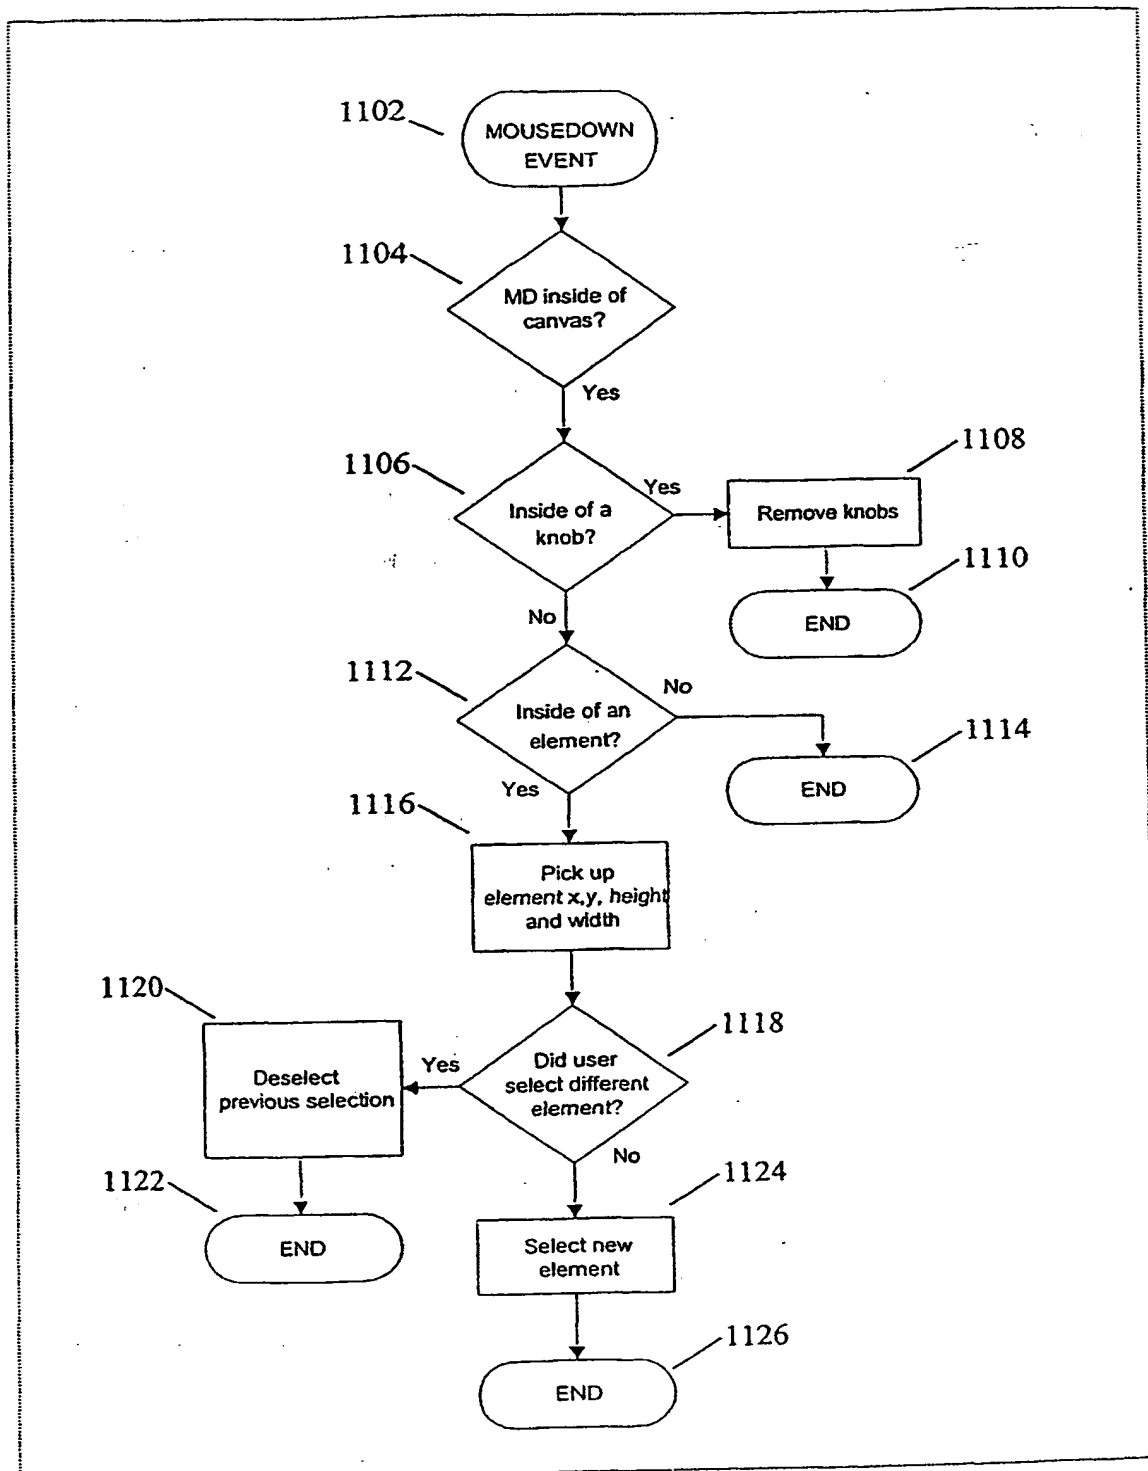 1102
MOUSEDOWN
EVENT
1104
MD inside of
canvas?
Yes
1106
Inside of a
knob?
Yes
1108
Remove knobs
1110
END
No
1112
Inside of an
element?
No
1114
END
Yes
1116
Pick up
element x,y, height
and width
1118
Did user
select different
element?
Yes
1120
Deselect
previous selection
1122
END
No
1124
Select new
element
1126
END